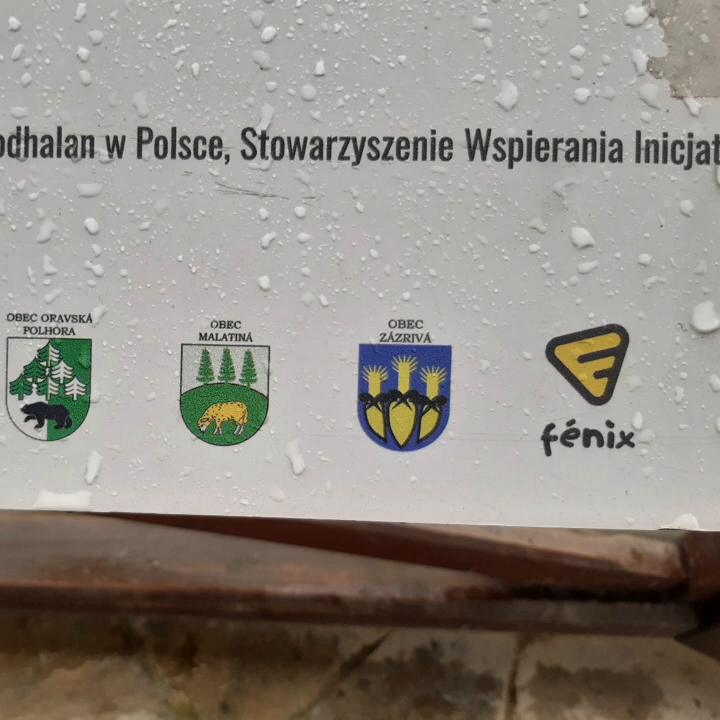 odhalan w Polsce, Stowarzyszenie Wspierania Inicjat
OBEC ORAVSKÁ
POLHORA
OBEC
MALATINÁ
OBEC
ZÁZRIVÁ
fénix